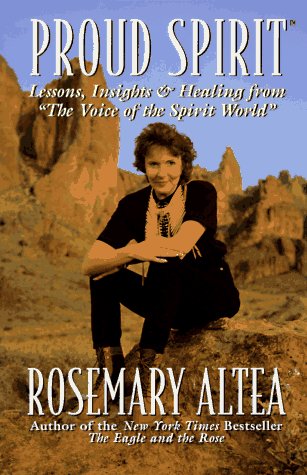 PROUD SPIRIT™
Lessons, Insights & Healing from
"The Voice of the Spirit World"
ROSEMARY ALTEA
Author of the New York Times Bestseller
The Eagle and the Rose